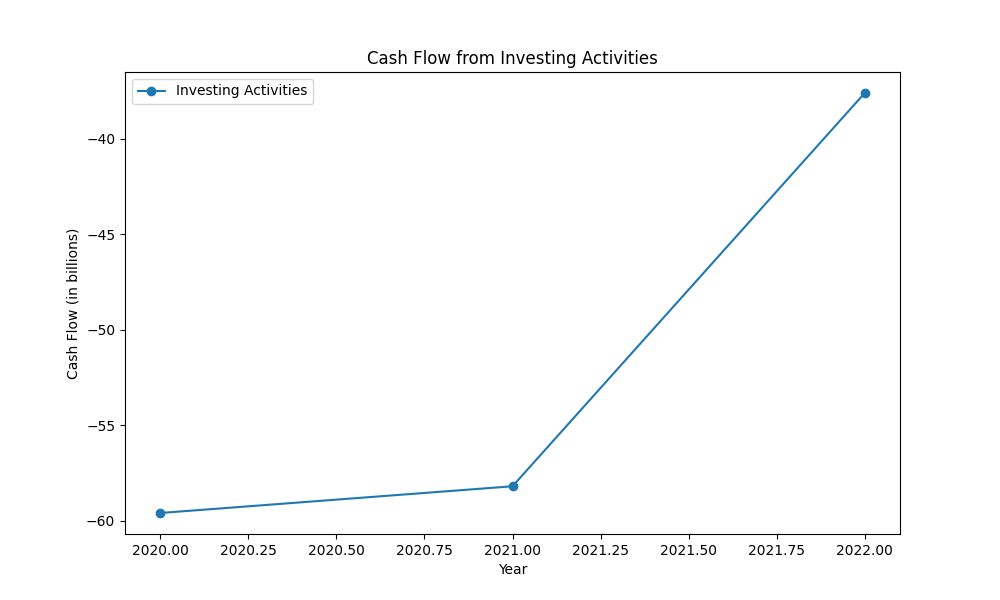 Cash Flow from Investing Activities
Investing Activities
Cash Flow (in billions)
−40
−45
−50
−55
−60
2020.00 2020.25 2020.50 2020.75 2021.00 2021.25 2021.50 2021.75 2022.00
Year